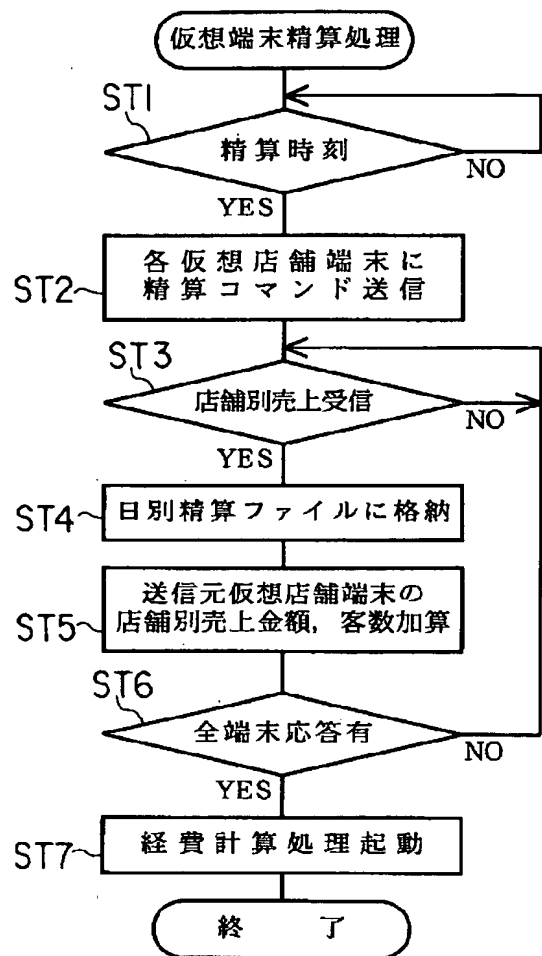 仮想端末精算処理
ST1
精算時刻
NO
YES
ST2
各仮想店舗端末に
精算コマンド送信
ST3
店舗別売上受信
NO
YES
ST4
日別精算ファイルに格納
ST5
送信元仮想店舗端末の
店舗別売上金額，客数加算
ST6
全端末応答有
NO
YES
ST7
経費計算処理起動
終了